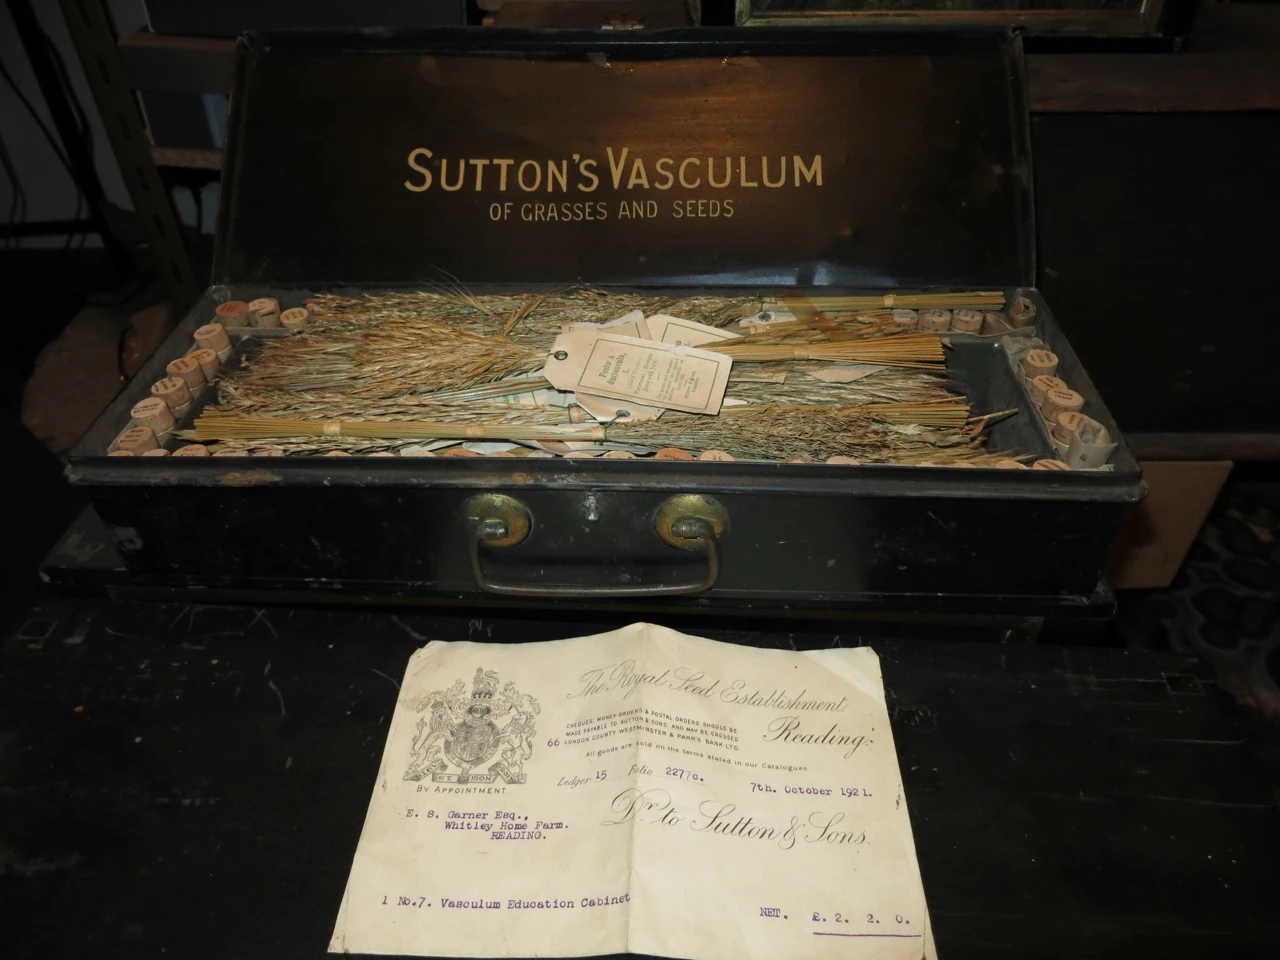 SUTTON'S VASCULUM
OF GRASSES AND SEEDS
The Royal Seed Establishment
Reading.
CHEQUES, MONEY ORDERS & POSTAL ORDERS SHOULD BE
MADE PAYABLE TO SUTTON & SONS, AND MAY BE CROSSED
66 LONDON COUNTY WESTMINSTER & PARR'S BANK LTD.
All goods are sold on the terms stated in our Catalogues.
BY APPOINTMENT.
Ledger 15 Folio 22770.
7th. October 1921.
E. S. Garner Esq.,
Whitley Home Farm.
READING.
Dr. to Sutton & Sons.
1 No.7. Vasculum Education Cabinet
NET. £. 2. 2. 0.